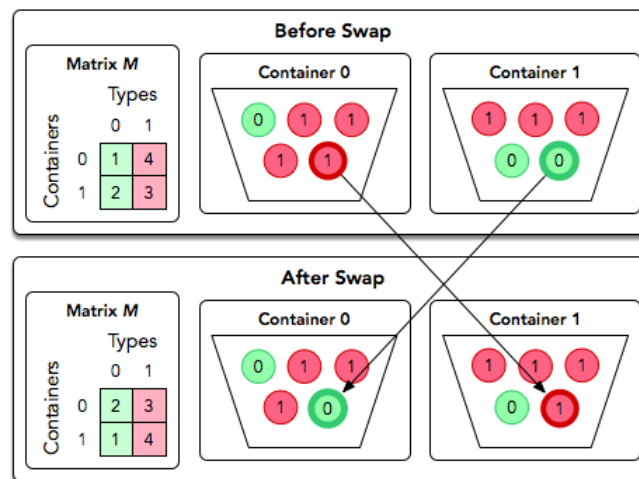 Before Swap
Matrix M
Types
0 1
Containers
0 1 4
1 2 3
Container 0
0 1 1
1 1
Container 1
1 1 1
0 0
After Swap
Matrix M
Types
0 1
Containers
0 2 3
1 1 4
Container 0
0 1 1
1 0
Container 1
1 1 1
0 1